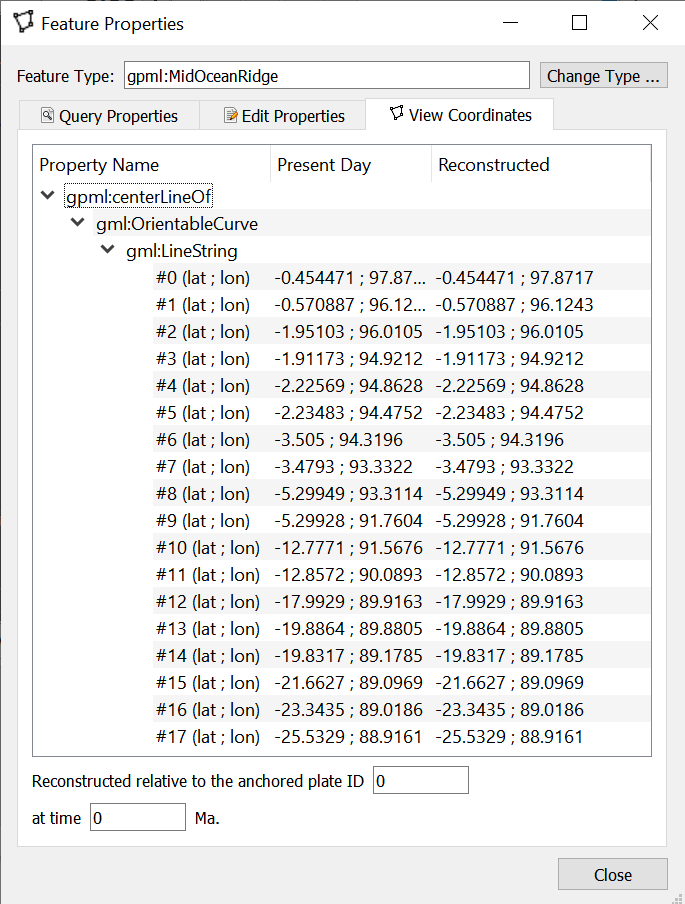 Feature Properties
Feature Type: gpml:MidOceanRidge Change Type ...
Query Properties Edit Properties View Coordinates
Property Name Present Day Reconstructed
gpml:centerLineOf
gml:OrientableCurve
gml:LineString
#0 (lat ; lon) -0.454471 ; 97.87... -0.454471 ; 97.8717
#1 (lat ; lon) -0.570887 ; 96.12... -0.570887 ; 96.1243
#2 (lat ; lon) -1.95103 ; 96.0105 -1.95103 ; 96.0105
#3 (lat ; lon) -1.91173 ; 94.9212 -1.91173 ; 94.9212
#4 (lat ; lon) -2.22569 ; 94.8628 -2.22569 ; 94.8628
#5 (lat ; lon) -2.23483 ; 94.4752 -2.23483 ; 94.4752
#6 (lat ; lon) -3.505 ; 94.3196 -3.505 ; 94.3196
#7 (lat ; lon) -3.4793 ; 93.3322 -3.4793 ; 93.3322
#8 (lat ; lon) -5.29949 ; 93.3114 -5.29949 ; 93.3114
#9 (lat ; lon) -5.29928 ; 91.7604 -5.29928 ; 91.7604
#10 (lat ; lon) -12.7771 ; 91.5676 -12.7771 ; 91.5676
#11 (lat ; lon) -12.8572 ; 90.0893 -12.8572 ; 90.0893
#12 (lat ; lon) -17.9929 ; 89.9163 -17.9929 ; 89.9163
#13 (lat ; lon) -19.8864 ; 89.8805 -19.8864 ; 89.8805
#14 (lat ; lon) -19.8317 ; 89.1785 -19.8317 ; 89.1785
#15 (lat ; lon) -21.6627 ; 89.0969 -21.6627 ; 89.0969
#16 (lat ; lon) -23.3435 ; 89.0186 -23.3435 ; 89.0186
#17 (lat ; lon) -25.5329 ; 88.9161 -25.5329 ; 88.9161
Reconstructed relative to the anchored plate ID 0
at time 0 Ma.
Close